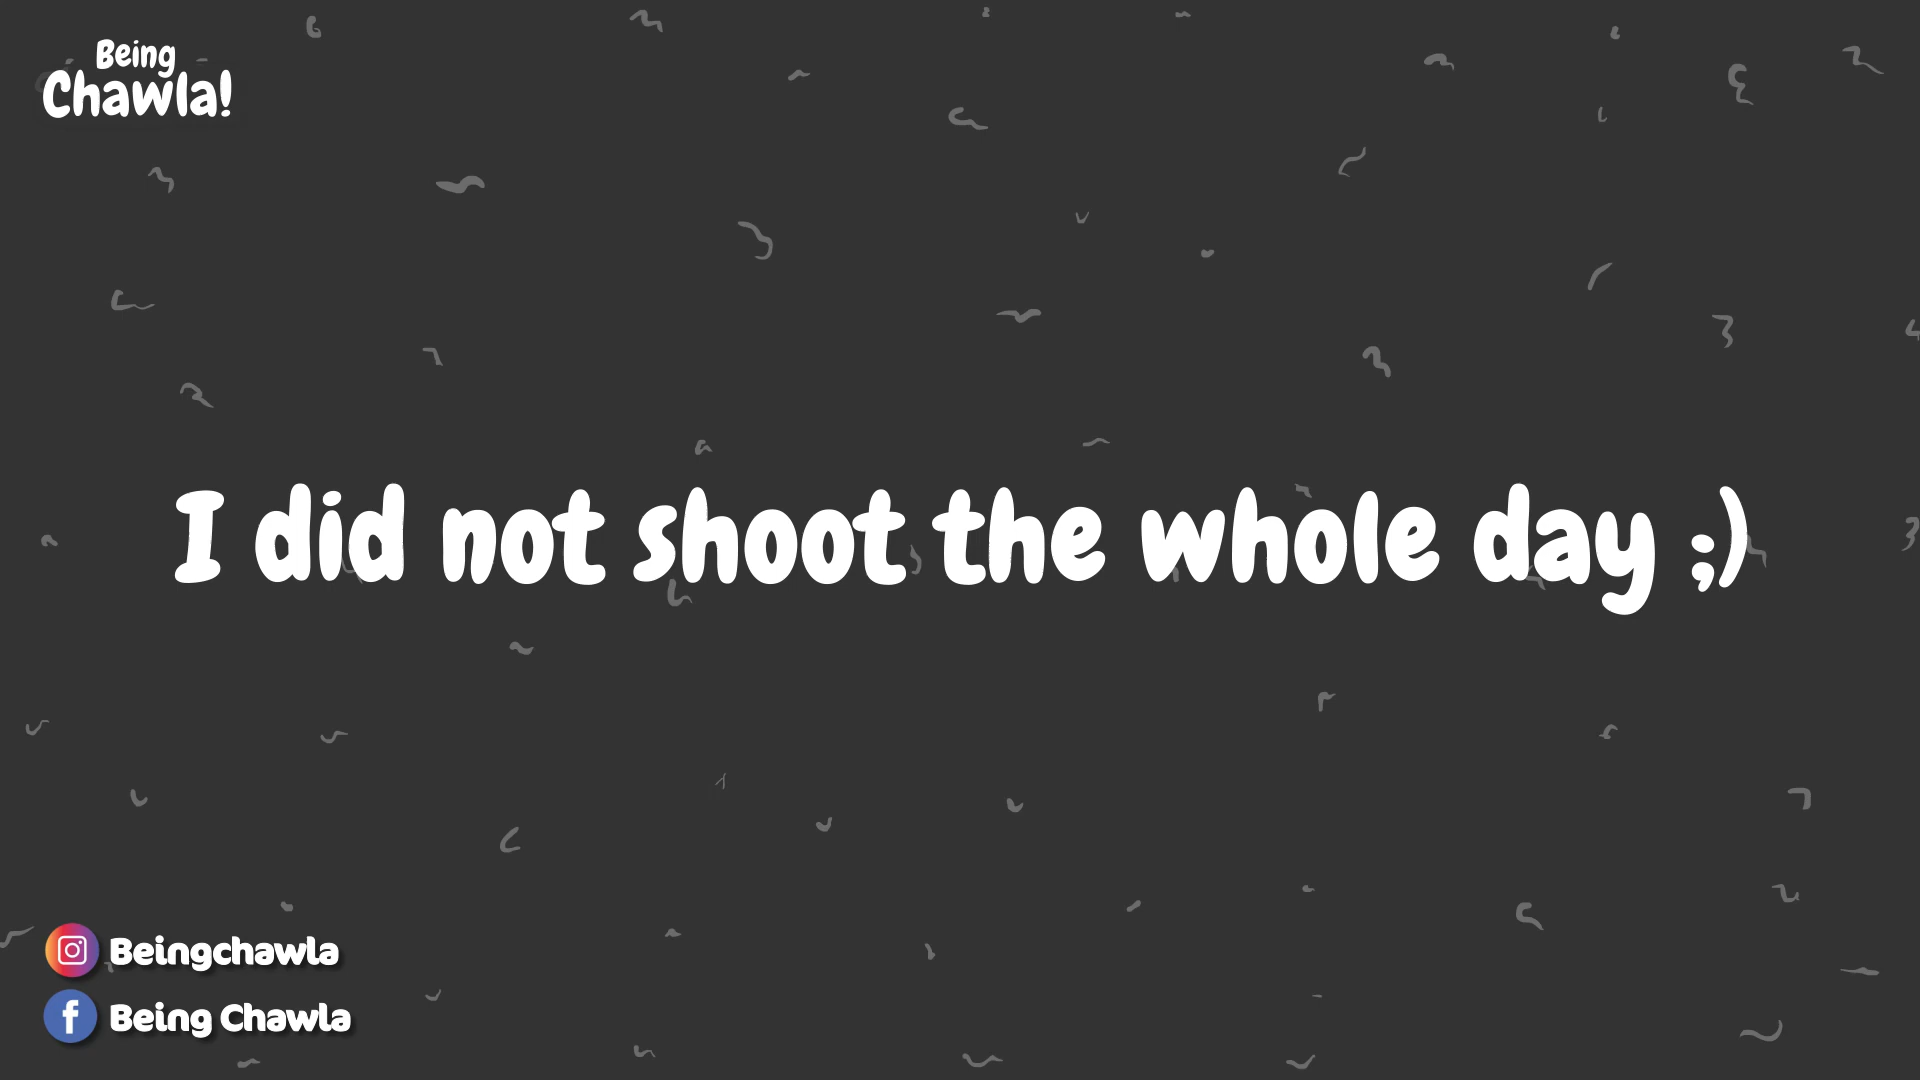 Being
Chawla!
I did not shoot the whole day ;)
Beingchawla
Being Chawla